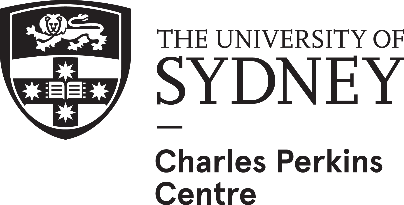 THE UNIVERSITY OF
SYDNEY
Charles Perkins
Centre